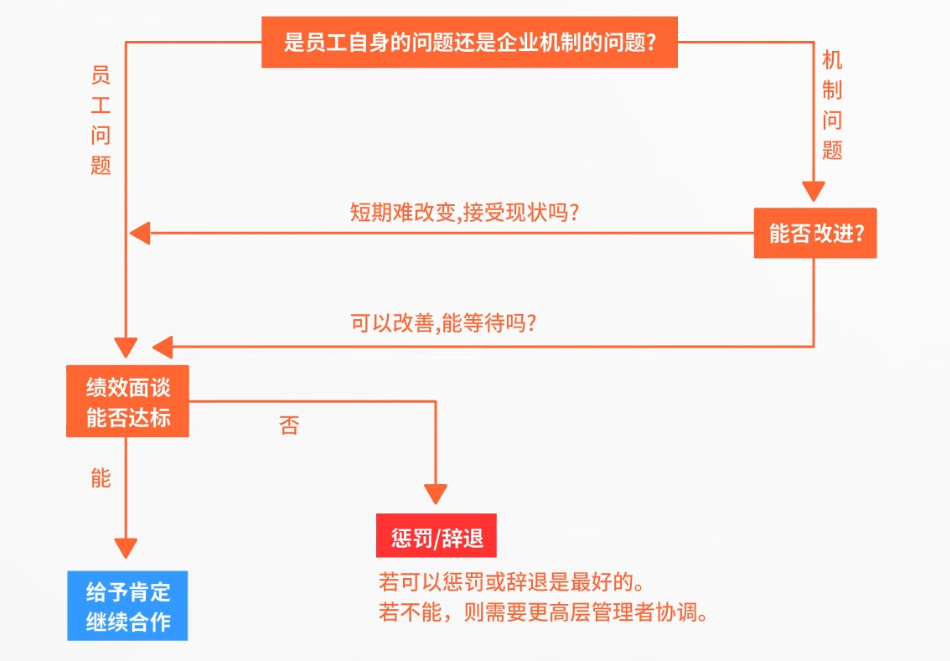 是员工自身的问题还是企业机制的问题?
员工问题
机制问题
短期难改变,接受现状吗?
能否改进?
可以改善,能等待吗?
绩效面谈
能否达标
否
能
惩罚/辞退
给予肯定
继续合作
若可以惩罚或辞退是最好的。
若不能，则需要更高层管理者协调。